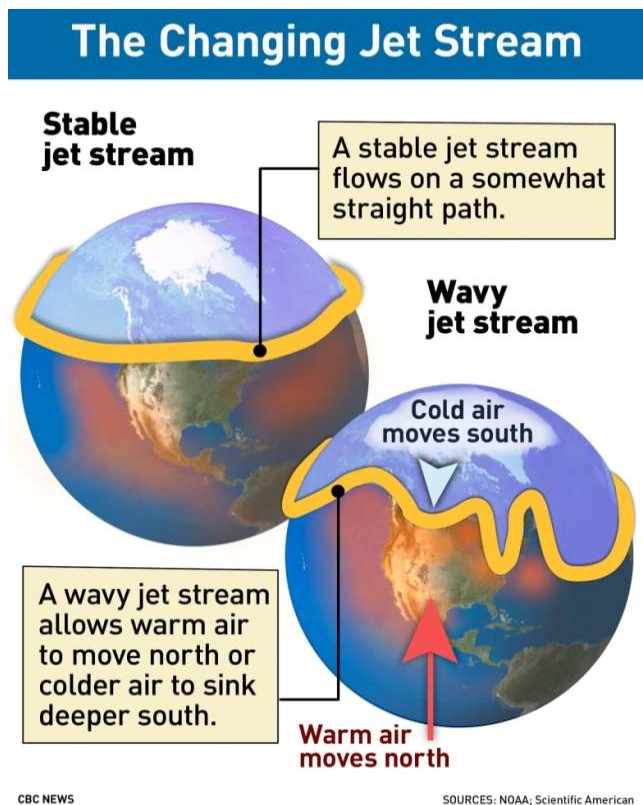 The Changing Jet Stream
Stable
jet stream
A stable jet stream
flows on a somewhat
straight path.
Wavy
jet stream
Cold air
moves south
A wavy jet stream
allows warm air
to move north or
colder air to sink
deeper south.
Warm air
moves north
CBC NEWS
SOURCES: NOAA; Scientific American